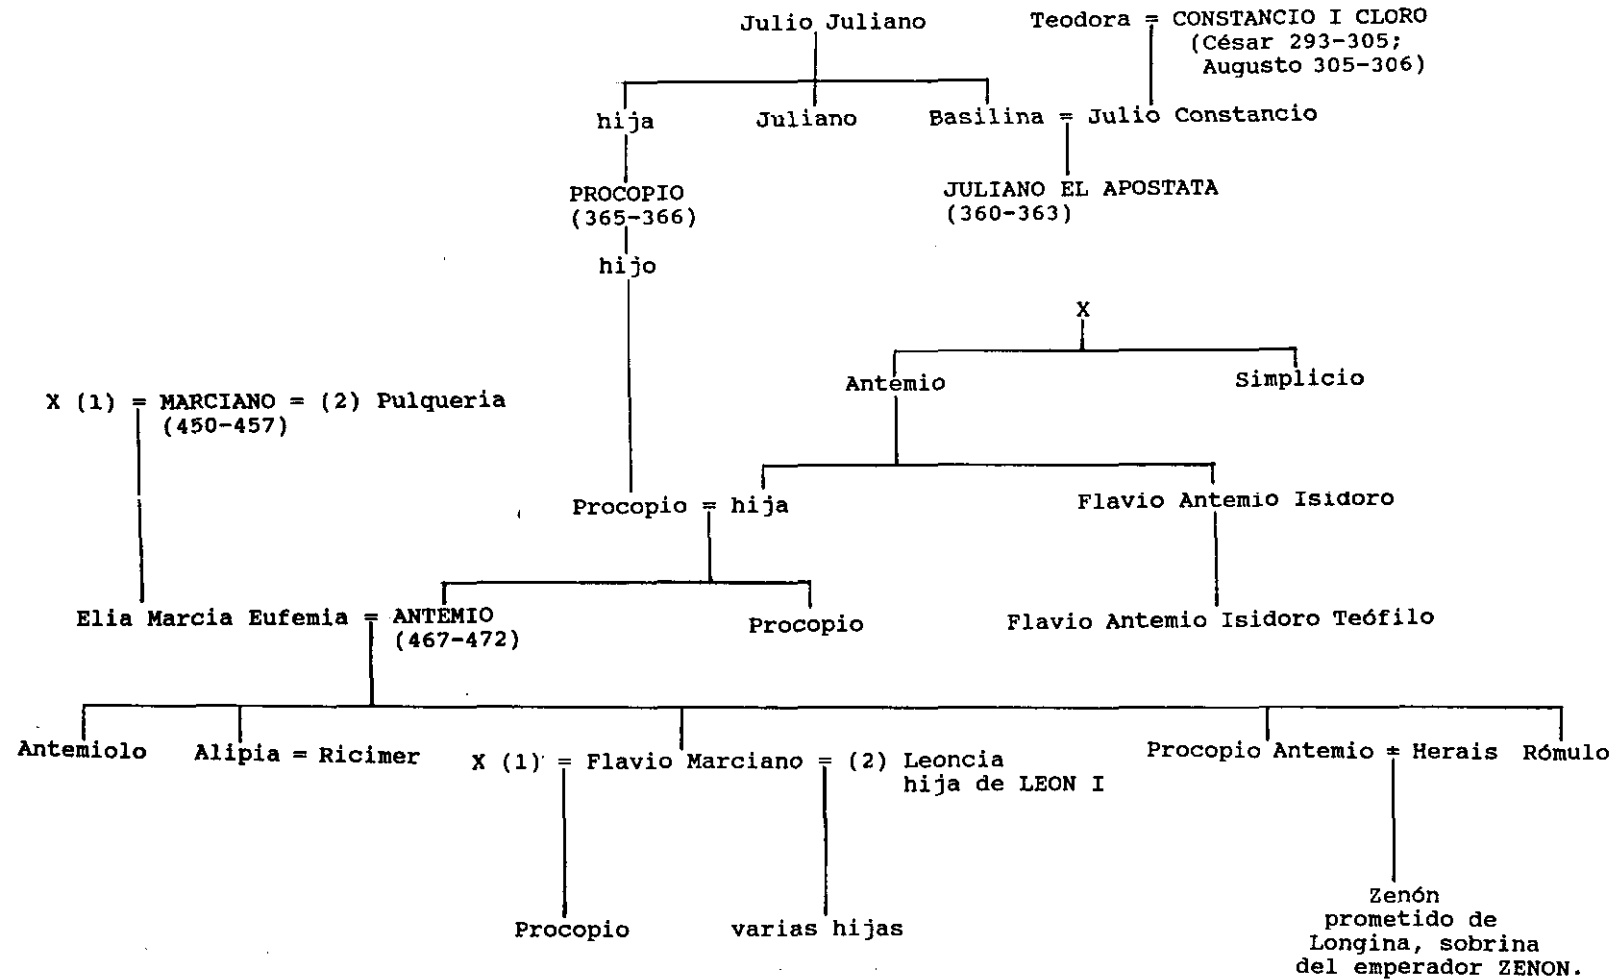 Julio Juliano
Teodora = CONSTANCIO I CLORO
(César 293-305;
Augusto 305-306)
hija
Juliano
Basilina = Julio Constancio
PROCOPIO
(365-366)
JULIANO EL APOSTATA
(360-363)
hijo
X
Antemio
Simplicio
X (1) = MARCIANO = (2) Pulqueria
(450-457)
Procopio = hija
Flavio Antemio Isidoro
Elia Marcia Eufemia = ANTEMIO
(467-472)
Procopio
Flavio Antemio Isidoro Teófilo
Antemiolo
Alipia = Ricimer
X (1) = Flavio Marciano = (2) Leoncia
hija de LEON I
Procopio Antemio = Herais
Rómulo
Procopio
varias hijas
Zenón
prometido de
Longina, sobrina
del emperador ZENON.